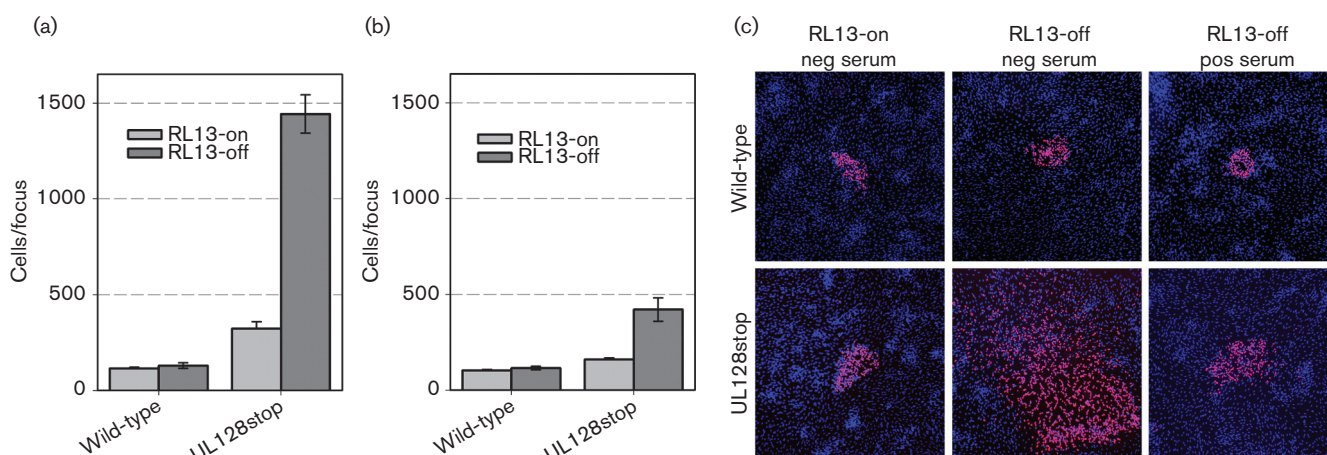 (a)
1500
1000
500
0
Cells/focus
RL13-on
RL13-off
Wild-type
UL128stop
(b)
1500
1000
500
0
Cells/focus
RL13-on
RL13-off
Wild-type
UL128stop
(c)
RL13-on
neg serum
RL13-off
neg serum
RL13-off
pos serum
Wild-type
UL128stop